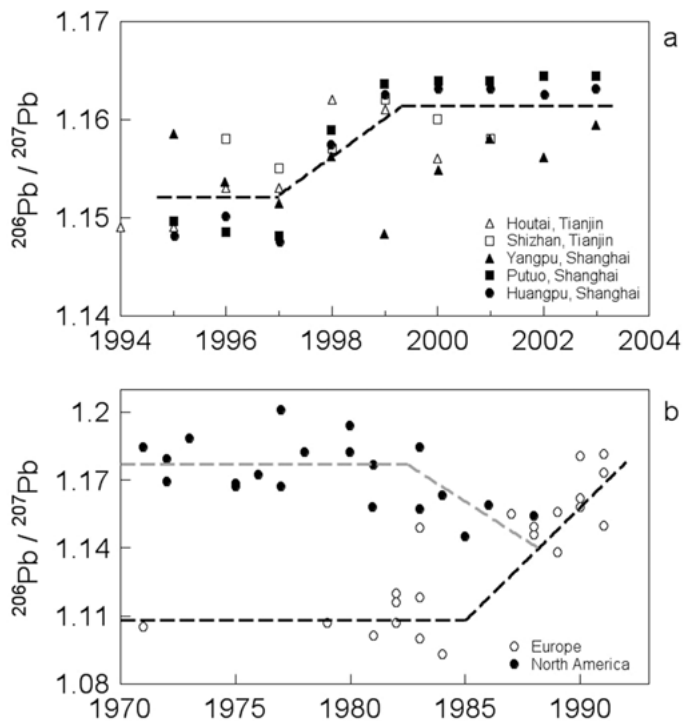 a
1.17
1.16
1.15
1.14
²⁰⁶Pb / ²⁰⁷Pb
Houtai, Tianjin
Shizhan, Tianjin
Yangpu, Shanghai
Putuo, Shanghai
Huangpu, Shanghai
1994 1996 1998 2000 2002 2004
b
1.2
1.17
1.14
1.11
1.08
²⁰⁶Pb / ²⁰⁷Pb
Europe
North America
1970 1975 1980 1985 1990